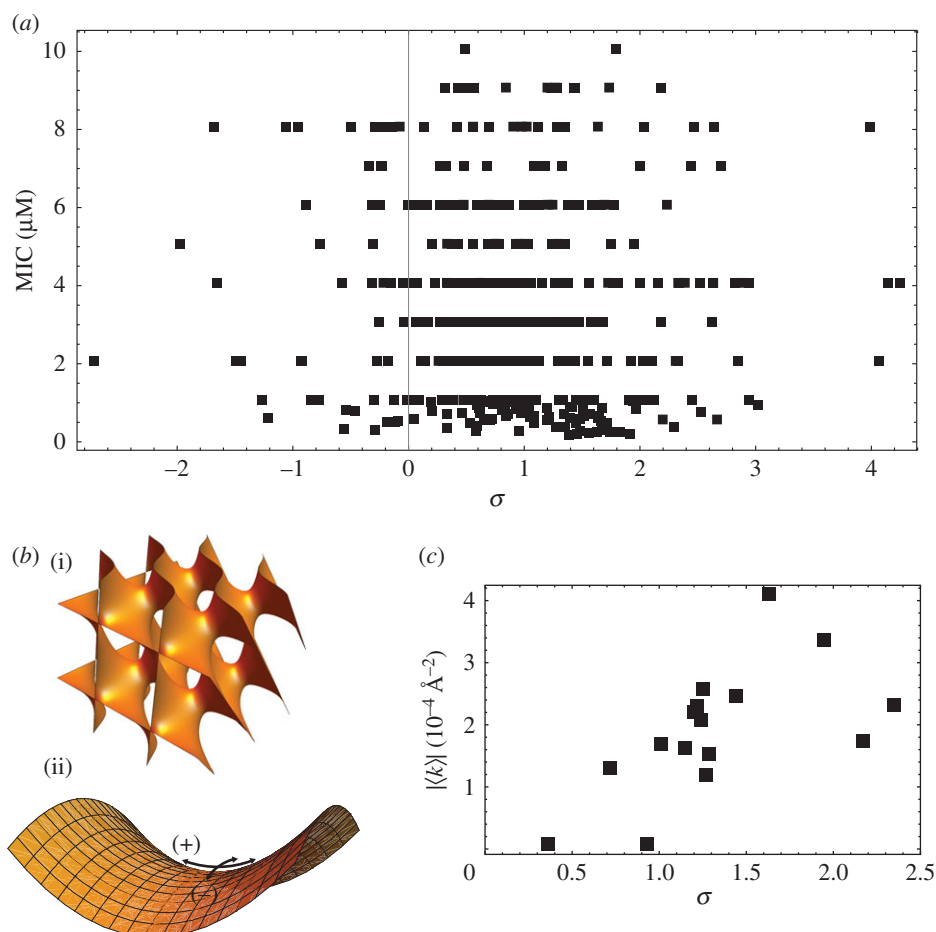 (a)
10
8
6
4
2
0
MIC (µM)
−2 −1 0 1 2 3 4
σ
(b) (i)
(ii)
(+)
(−)
(c)
4
3
2
1
|⟨k⟩| (10⁻⁴ Å⁻²)
0 0.5 1.0 1.5 2.0 2.5
σ